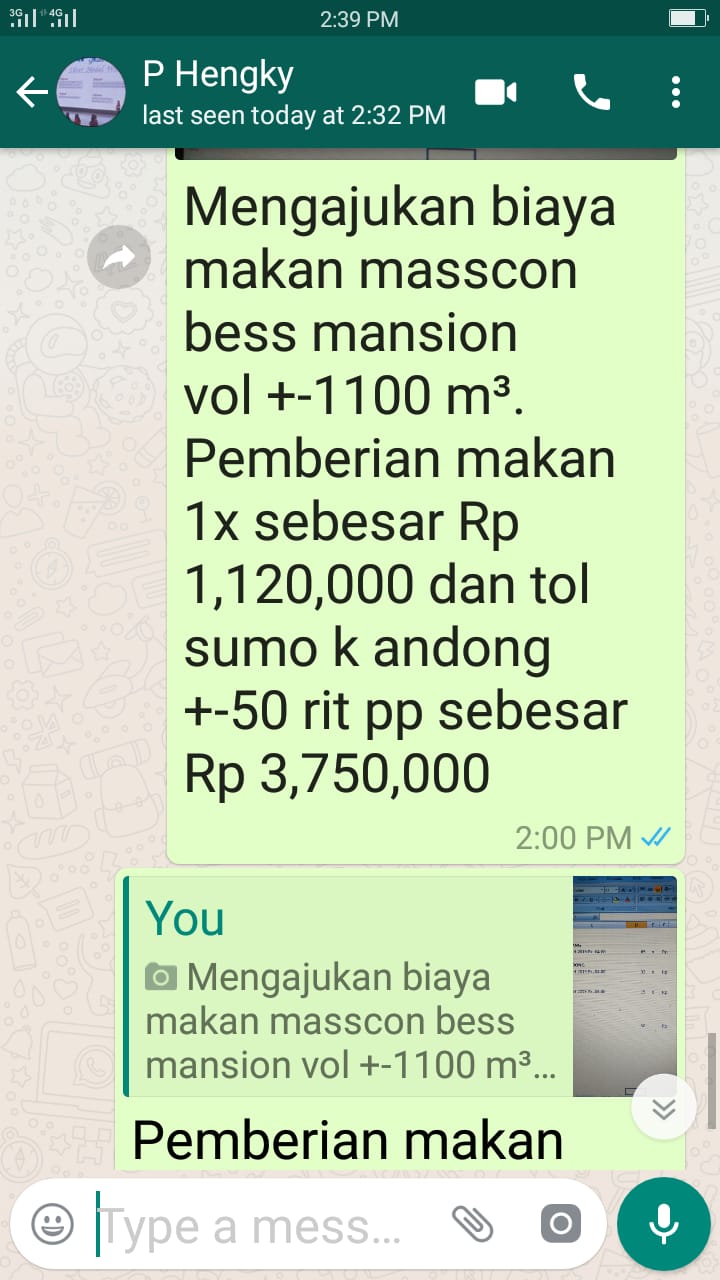 3G 4G 2:39 PM
P Hengky
last seen today at 2:32 PM
Mengajukan biaya
makan masscon
bess mansion
vol +-1100 m³.
Pemberian makan
1x sebesar Rp
1,120,000 dan tol
sumo k andong
+-50 rit pp sebesar
Rp 3,750,000
2:00 PM
You
Mengajukan biaya
makan masscon bess
mansion vol +-1100 m³...
Pemberian makan
Type a mess...